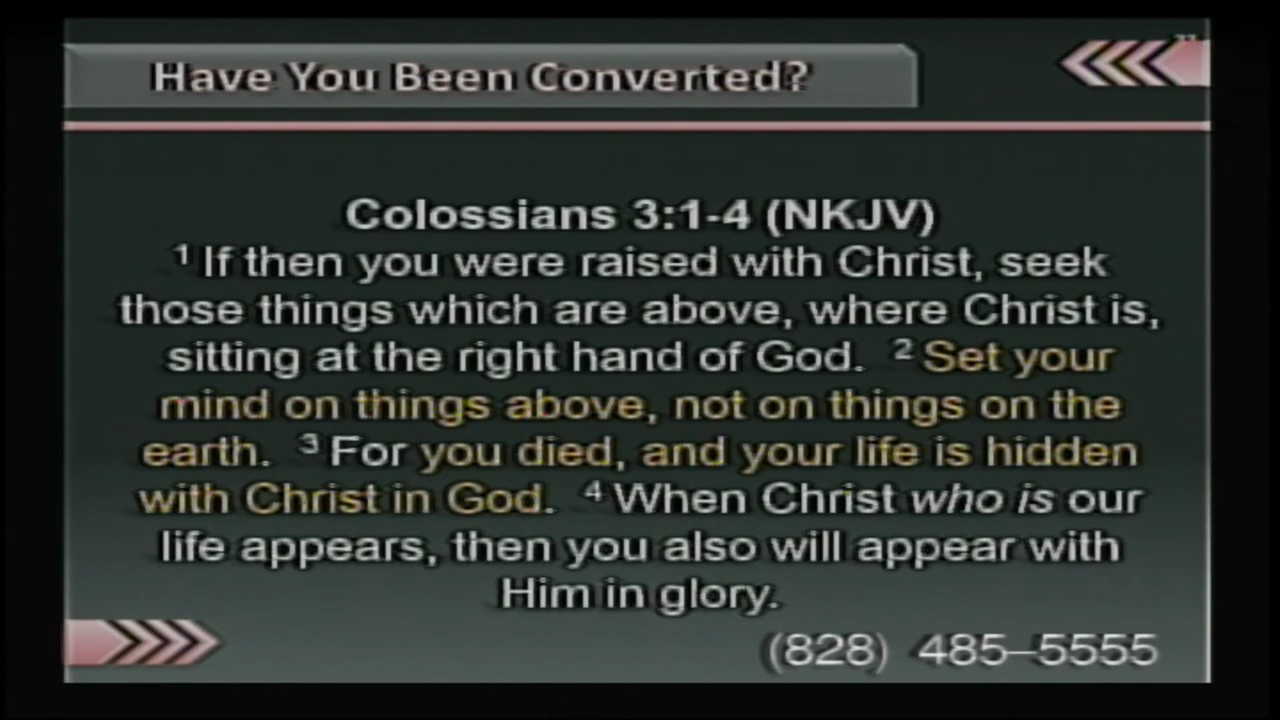 Have You Been Converted?
Colossians 3:1-4 (NKJV)
1 If then you were raised with Christ, seek
those things which are above, where Christ is,
sitting at the right hand of God. 2 Set your
mind on things above, not on things on the
earth. 3 For you died, and your life is hidden
with Christ in God. 4 When Christ who is our
life appears, then you also will appear with
Him in glory.
(828) 485–5555